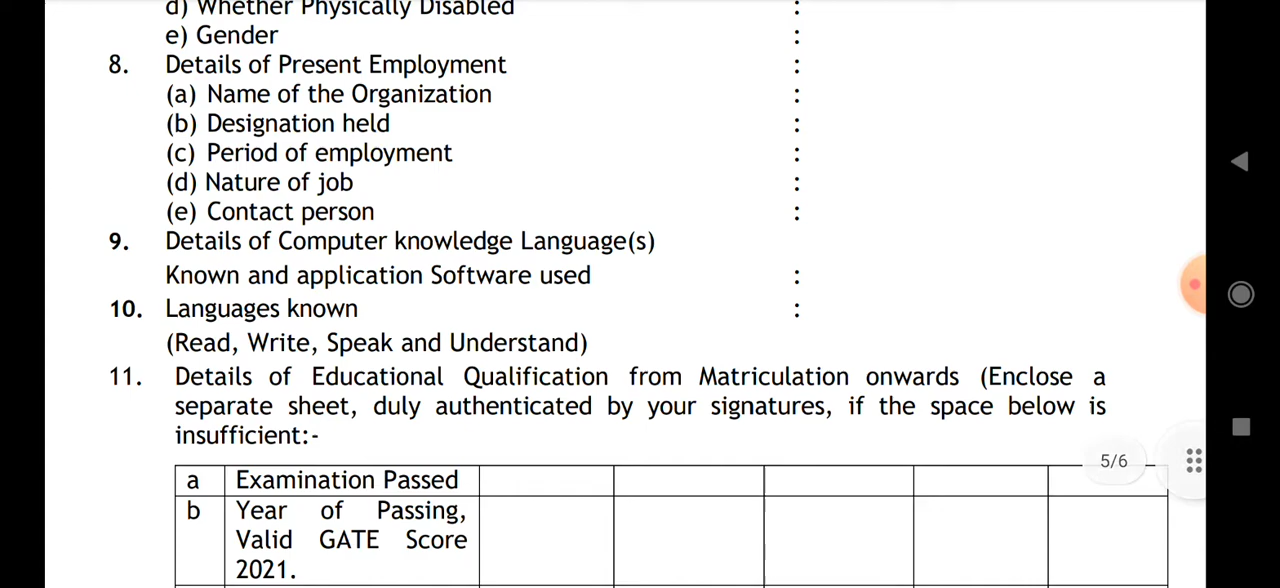 d) Whether Physically Disabled :
e) Gender :
8. Details of Present Employment :
(a) Name of the Organization :
(b) Designation held :
(c) Period of employment :
(d) Nature of job :
(e) Contact person :
9. Details of Computer knowledge Language(s)
Known and application Software used :
10. Languages known :
(Read, Write, Speak and Understand)
11. Details of Educational Qualification from Matriculation onwards (Enclose a
separate sheet, duly authenticated by your signatures, if the space below is
insufficient:-
5/6
a Examination Passed
b Year of Passing,
Valid GATE Score
2021.